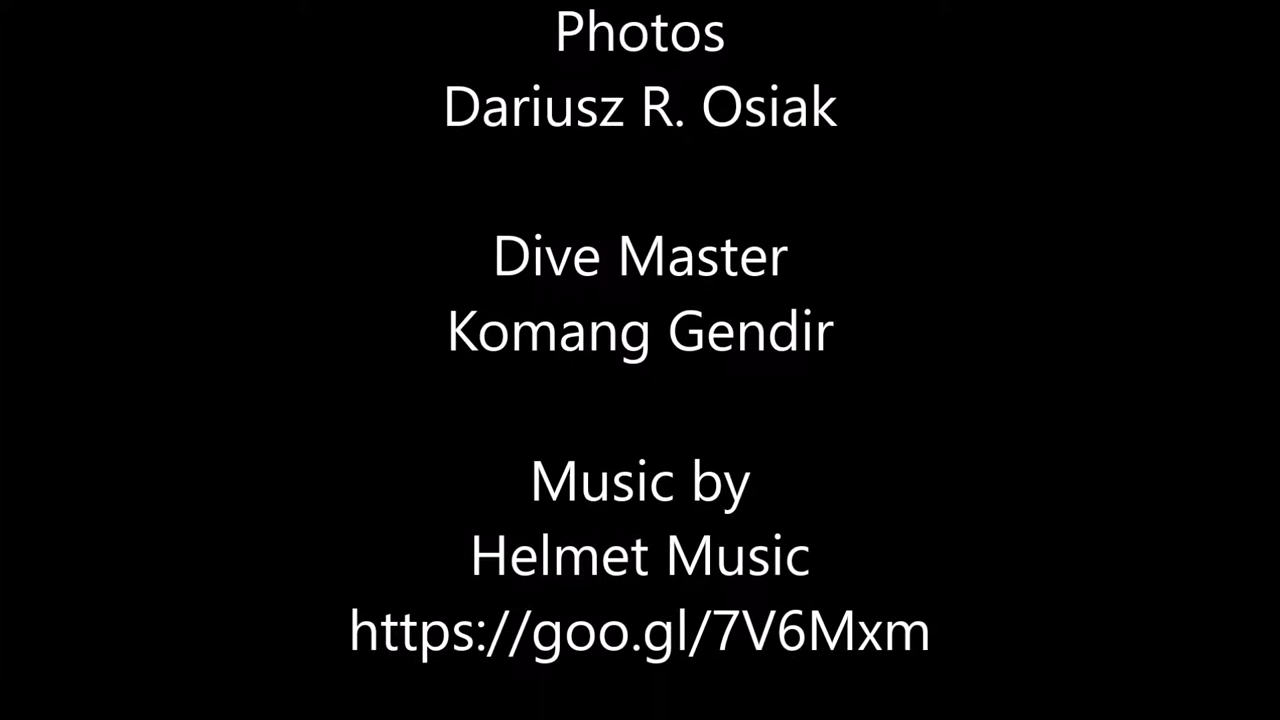 Photos
Dariusz R. Osiak
Dive Master
Komang Gendir
Music by
Helmet Music
https://goo.gl/7V6Mxm